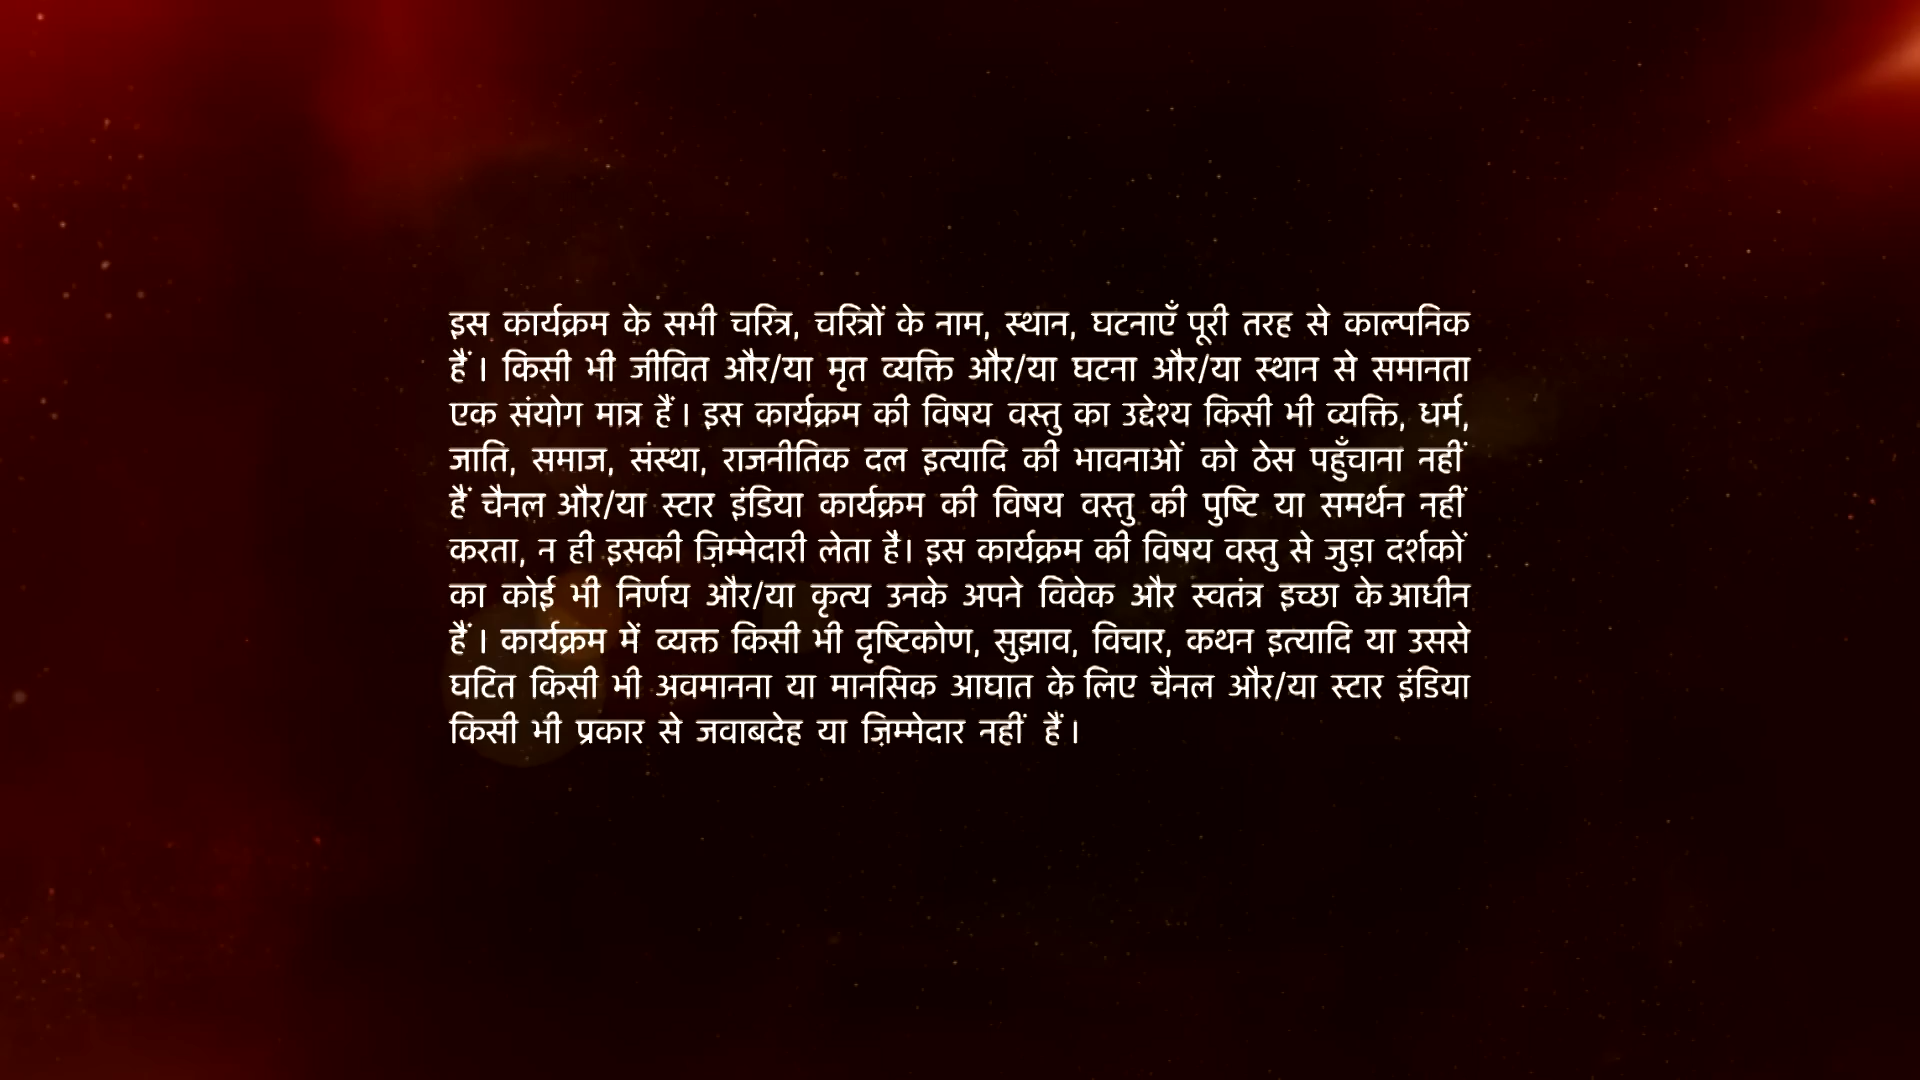 इस कार्यक्रम के सभी चरित्र, चरित्रों के नाम, स्थान, घटनाएँ पूरी तरह से काल्पनिक
हैं । किसी भी जीवित और/या मृत व्यक्ति और/या घटना और/या स्थान से समानता
एक संयोग मात्र हैं । इस कार्यक्रम की विषय वस्तु का उद्देश्य किसी भी व्यक्ति, धर्म,
जाति, समाज, संस्था, राजनीतिक दल इत्यादि की भावनाओं को ठेस पहुँचाना नहीं
हैं चैनल और/या स्टार इंडिया कार्यक्रम की विषय वस्तु की पुष्टि या समर्थन नहीं
करता, न ही इसकी ज़िम्मेदारी लेता है। इस कार्यक्रम की विषय वस्तु से जुड़ा दर्शकों
का कोई भी निर्णय और/या कृत्य उनके अपने विवेक और स्वतंत्र इच्छा के आधीन
हैं । कार्यक्रम में व्यक्त किसी भी दृष्टिकोण, सुझाव, विचार, कथन इत्यादि या उससे
घटित किसी भी अवमानना या मानसिक आघात के लिए चैनल और/या स्टार इंडिया
किसी भी प्रकार से जवाबदेह या ज़िम्मेदार नहीं हैं ।